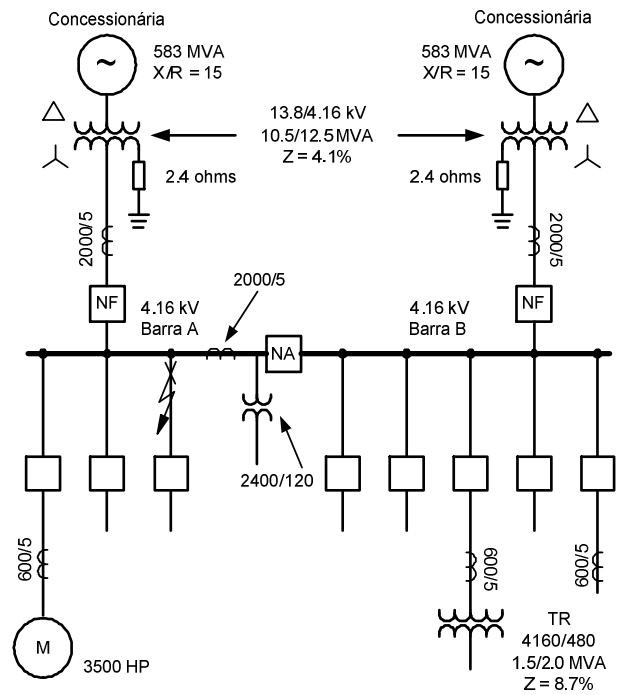 Concessionária
Concessionária
583 MVA
X/R = 15
583 MVA
X/R = 15
~
~
13.8/4.16 kV
10.5/12.5 MVA
Z = 4.1%
2.4 ohms
2.4 ohms
2000/5
2000/5
2000/5
NF
NF
4.16 kV
Barra A
4.16 kV
Barra B
NA
2400/120
600/5
600/5
600/5
M
3500 HP
TR
4160/480
1.5/2.0 MVA
Z = 8.7%